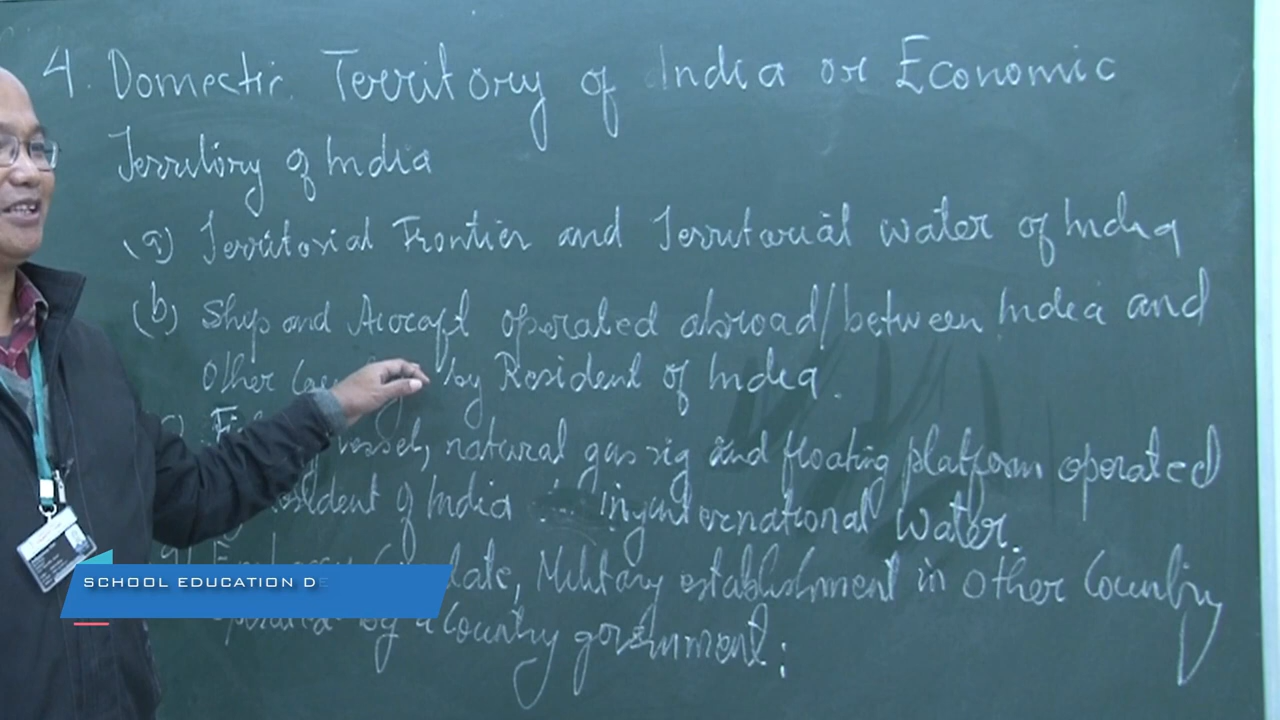 4. Domestic Territory of India or Economic
Territory of India
(a) Territorial Frontier and Territorial water of India
(b) Ship and Aircraft operated abroad/between India and
Other by Resident of India.
vessel, natural gas rig and floating platform operated
Resident of India in international water.
Military establishment in other Country
by a Country government;
SCHOOL EDUCATION DE